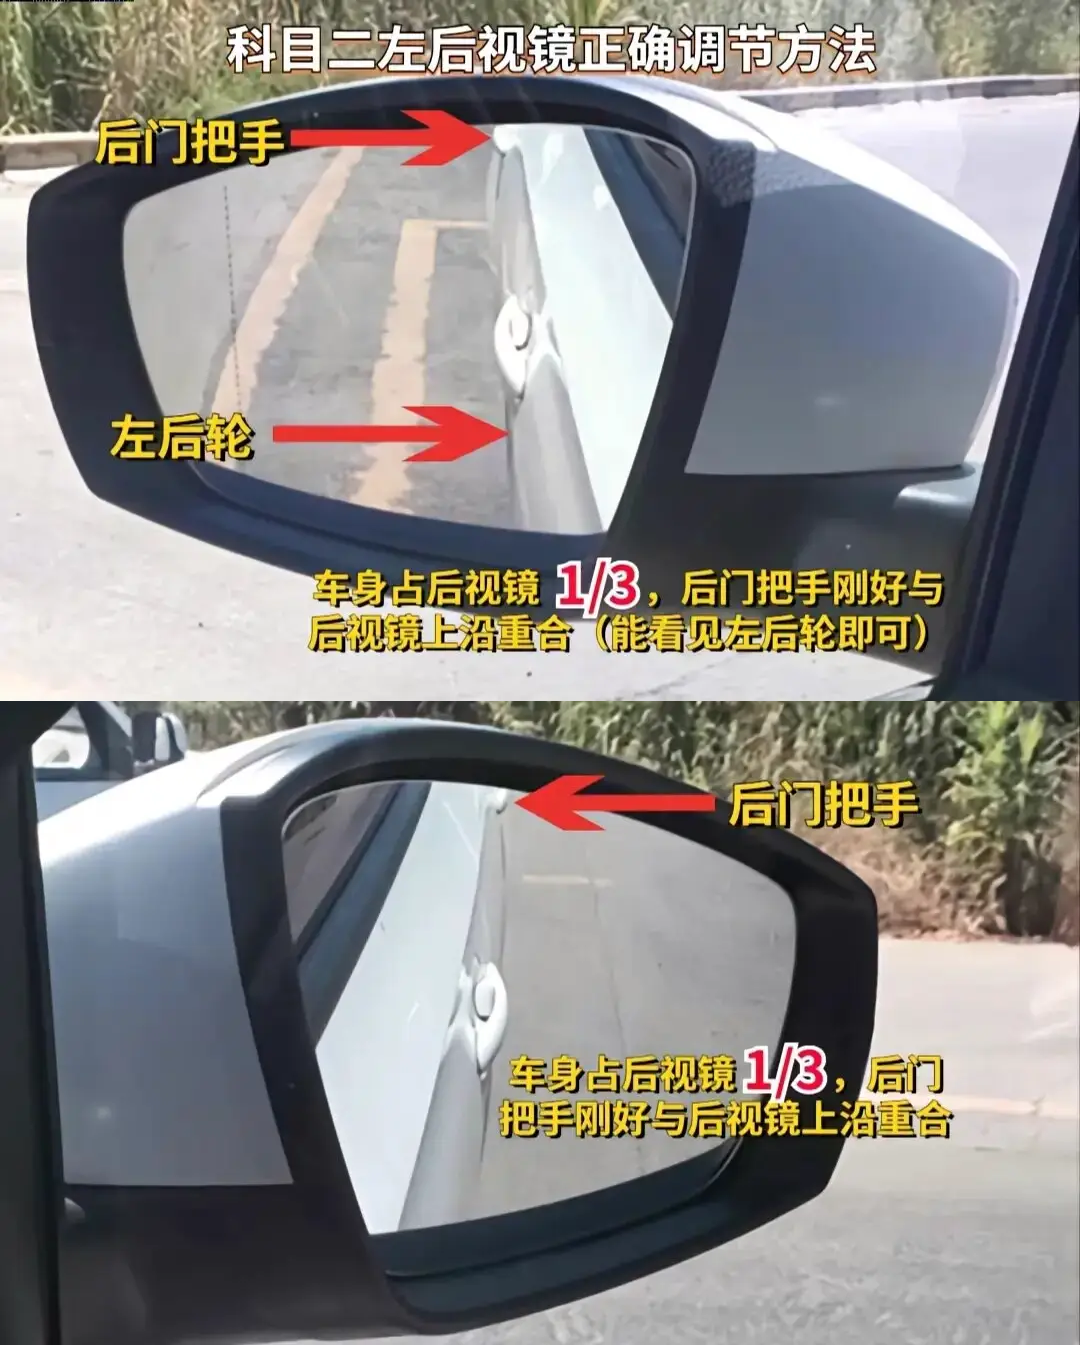 科目二左后视镜正确调节方法
后门把手
左后轮
车身占后视镜 1/3，后门把手刚好与
后视镜上沿重合（能看见左后轮即可）
后门把手
车身占后视镜 1/3，后门
把手刚好与后视镜上沿重合